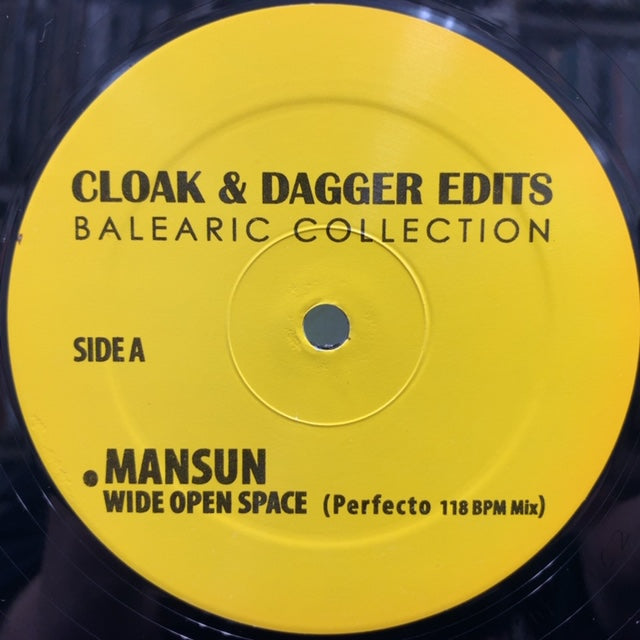 CLOAK & DAGGER EDITS
BALEARIC COLLECTION
SIDE A
.MANSUN
WIDE OPEN SPACE (Perfecto 118 BPM Mix)